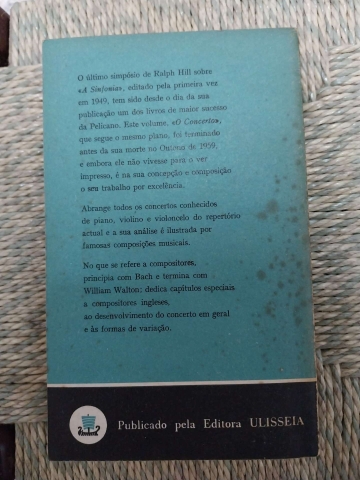 O último simpósio de Ralph Hill sobre
«A Sinfonia», editado pela primeira vez
em 1949, tem sido desde o dia da sua
publicação um dos livros de maior sucesso
da Pelicano. Este volume, «O Concerto»,
que segue o mesmo plano, foi terminado
antes da sua morte no Outono de 1959,
e embora ele não vivesse para o ver
impresso, é na sua concepção e composição
o seu trabalho por excelência.
Abrange todos os concertos conhecidos
de piano, violino e violoncelo do repertório
actual e a sua análise é ilustrada por
famosas composições musicais.
No que se refere a compositores,
principia com Bach e termina com
William Walton; dedica capítulos especiais
a compositores ingleses,
ao desenvolvimento do concerto em geral
e às formas de variação.
Publicado pela Editora ULISSEIA